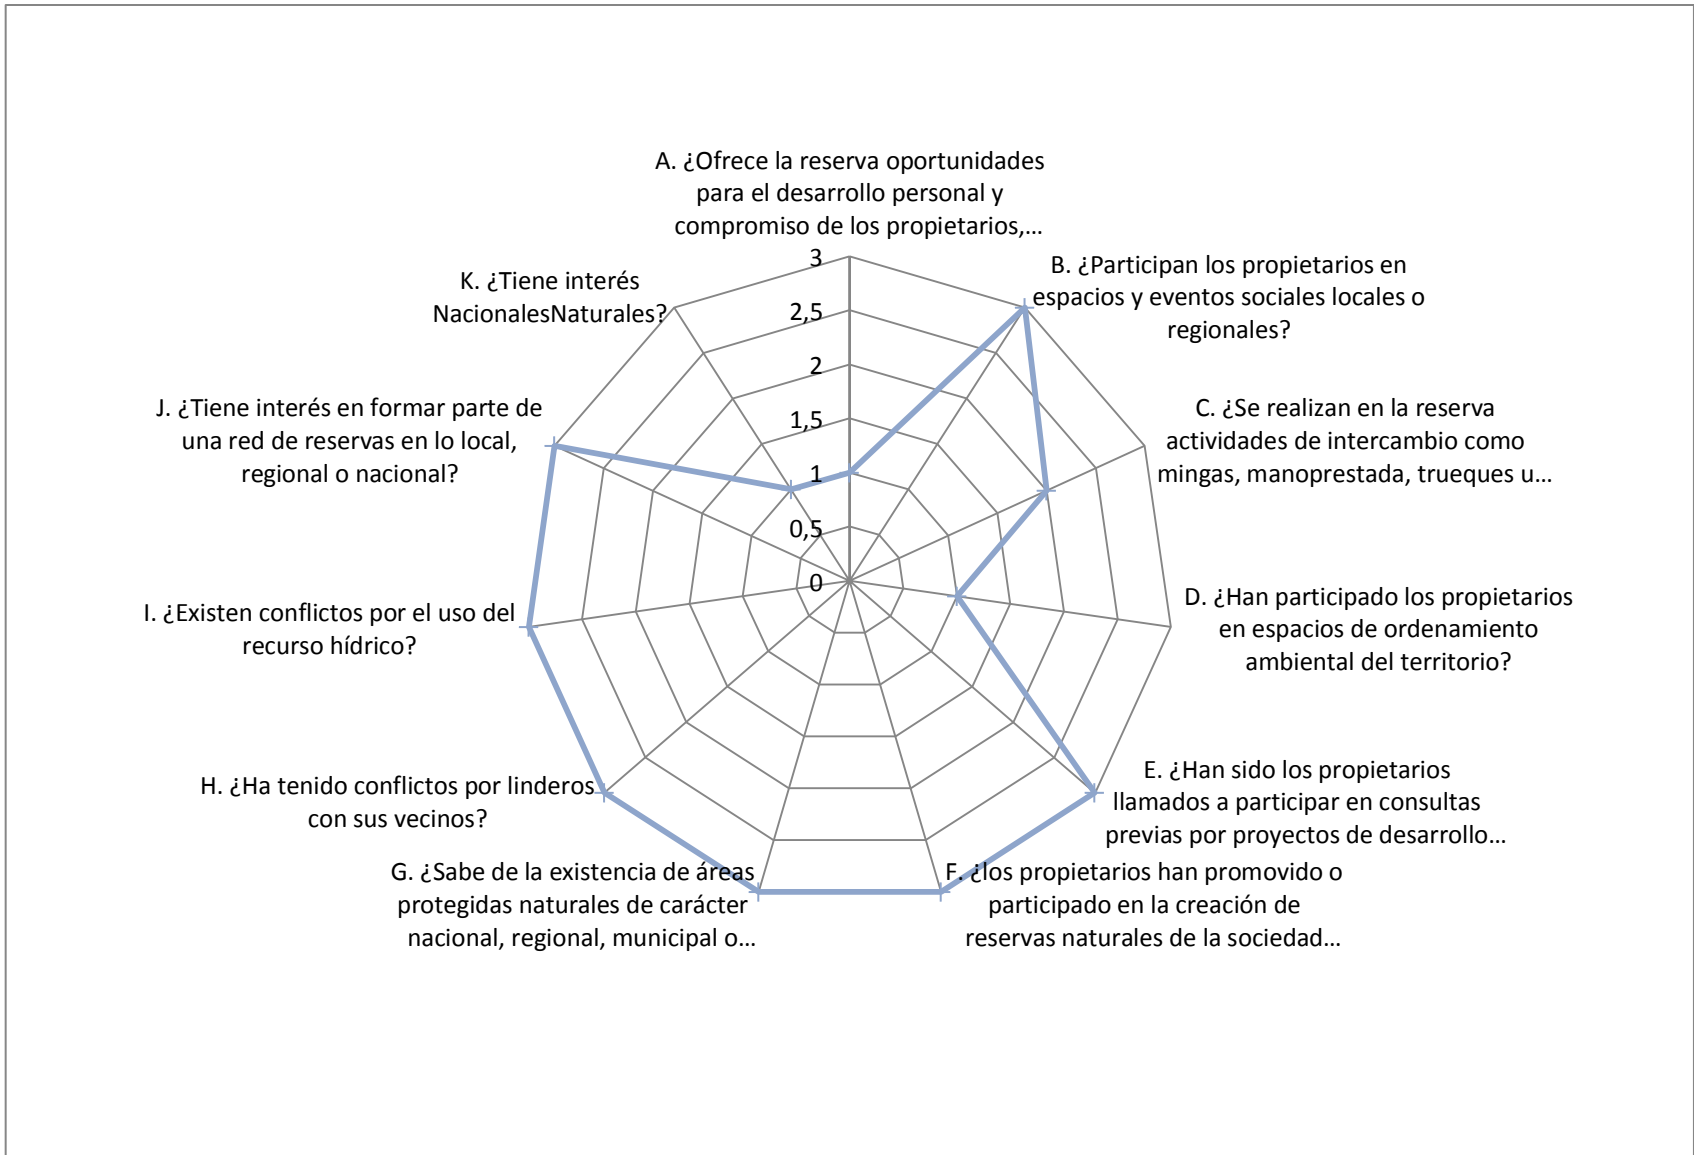 A. ¿Ofrece la reserva oportunidades
para el desarrollo personal y
compromiso de los propietarios,...
B. ¿Participan los propietarios en
espacios y eventos sociales locales o
regionales?
C. ¿Se realizan en la reserva
actividades de intercambio como
mingas, manoprestada, trueques u...
D. ¿Han participado los propietarios
en espacios de ordenamiento
ambiental del territorio?
E. ¿Han sido los propietarios
llamados a participar en consultas
previas por proyectos de desarrollo...
F. ¿los propietarios han promovido o
participado en la creación de
reservas naturales de la sociedad...
G. ¿Sabe de la existencia de áreas
protegidas naturales de carácter
nacional, regional, municipal o...
H. ¿Ha tenido conflictos por linderos
con sus vecinos?
I. ¿Existen conflictos por el uso del
recurso hídrico?
J. ¿Tiene interés en formar parte de
una red de reservas en lo local,
regional o nacional?
K. ¿Tiene interés
NacionalesNaturales?
3
2,5
2
1,5
1
0,5
0